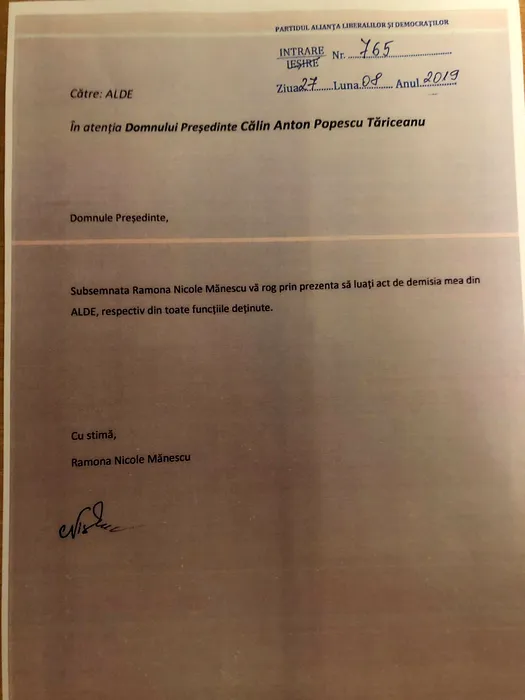 PARTIDUL ALIANȚA LIBERALILOR ȘI DEMOCRAȚILOR
INTRARE Nr. 765
IEȘIRE
Ziua 27 Luna 08 Anul 2019
Către: ALDE
În atenția Domnului Președinte Călin Anton Popescu Tăriceanu
Domnule Președinte,
Subsemnata Ramona Nicole Mănescu vă rog prin prezenta să luați act de demisia mea din
ALDE, respectiv din toate funcțiile deținute.
Cu stimă,
Ramona Nicole Mănescu